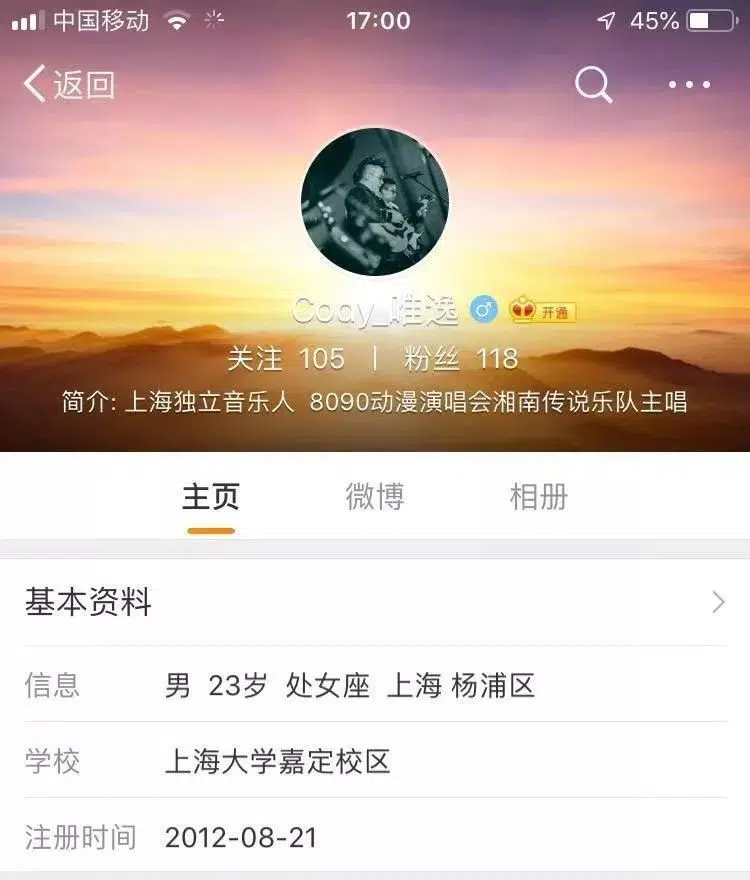 中国移动 17:00 45%
返回
Cody_唯逸 开通
关注 105 | 粉丝 118
简介: 上海独立音乐人 8090动漫演唱会湘南传说乐队主唱
主页 微博 相册
基本资料
信息 男 23岁 处女座 上海 杨浦区
学校 上海大学嘉定校区
注册时间 2012-08-21